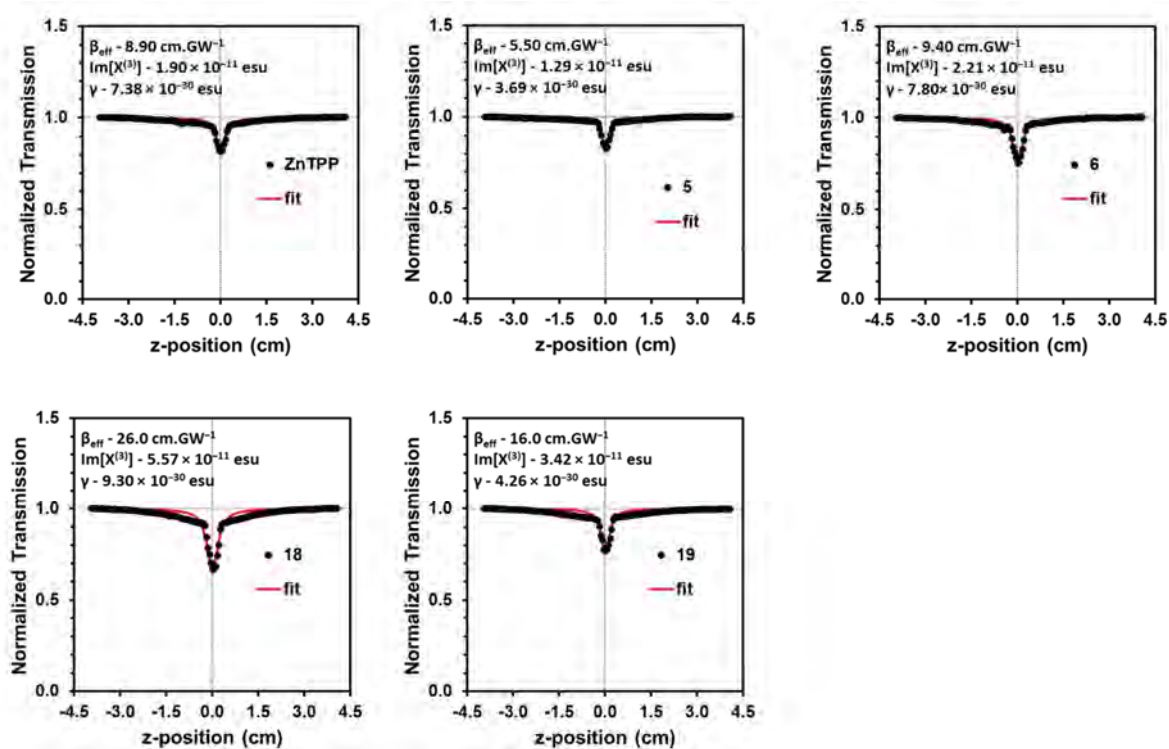 1.5
β_eff - 8.90 cm.GW⁻¹
Im[X⁽³⁾] - 1.90 × 10⁻¹¹ esu
γ - 7.38 × 10⁻³⁰ esu
1.0
• ZnTPP
fit
0.5
0.0
-4.5 -3.0 -1.5 0.0 1.5 3.0 4.5
z-position (cm)
Normalized Transmission
1.5
β_eff - 5.50 cm.GW⁻¹
Im[X⁽³⁾] - 1.29 × 10⁻¹¹ esu
γ - 3.69 × 10⁻³⁰ esu
1.0
• 5
fit
0.5
0.0
-4.5 -3.0 -1.5 0.0 1.5 3.0 4.5
z-position (cm)
Normalized Transmission
1.5
β_eff - 9.40 cm.GW⁻¹
Im[X⁽³⁾] - 2.21 × 10⁻¹¹ esu
γ - 7.80× 10⁻³⁰ esu
1.0
• 6
fit
0.5
0.0
-4.5 -3.0 -1.5 0.0 1.5 3.0 4.5
z-position (cm)
Normalized Transmission
1.5
β_eff - 26.0 cm.GW⁻¹
Im[X⁽³⁾] - 5.57 × 10⁻¹¹ esu
γ - 9.30 × 10⁻³⁰ esu
1.0
• 18
fit
0.5
0.0
-4.5 -3.0 -1.5 0.0 1.5 3.0 4.5
z-position (cm)
Normalized Transmission
1.5
β_eff - 16.0 cm.GW⁻¹
Im[X⁽³⁾] - 3.42 × 10⁻¹¹ esu
γ - 4.26 × 10⁻³⁰ esu
1.0
• 19
fit
0.5
0.0
-4.5 -3.0 -1.5 0.0 1.5 3.0 4.5
z-position (cm)
Normalized Transmission